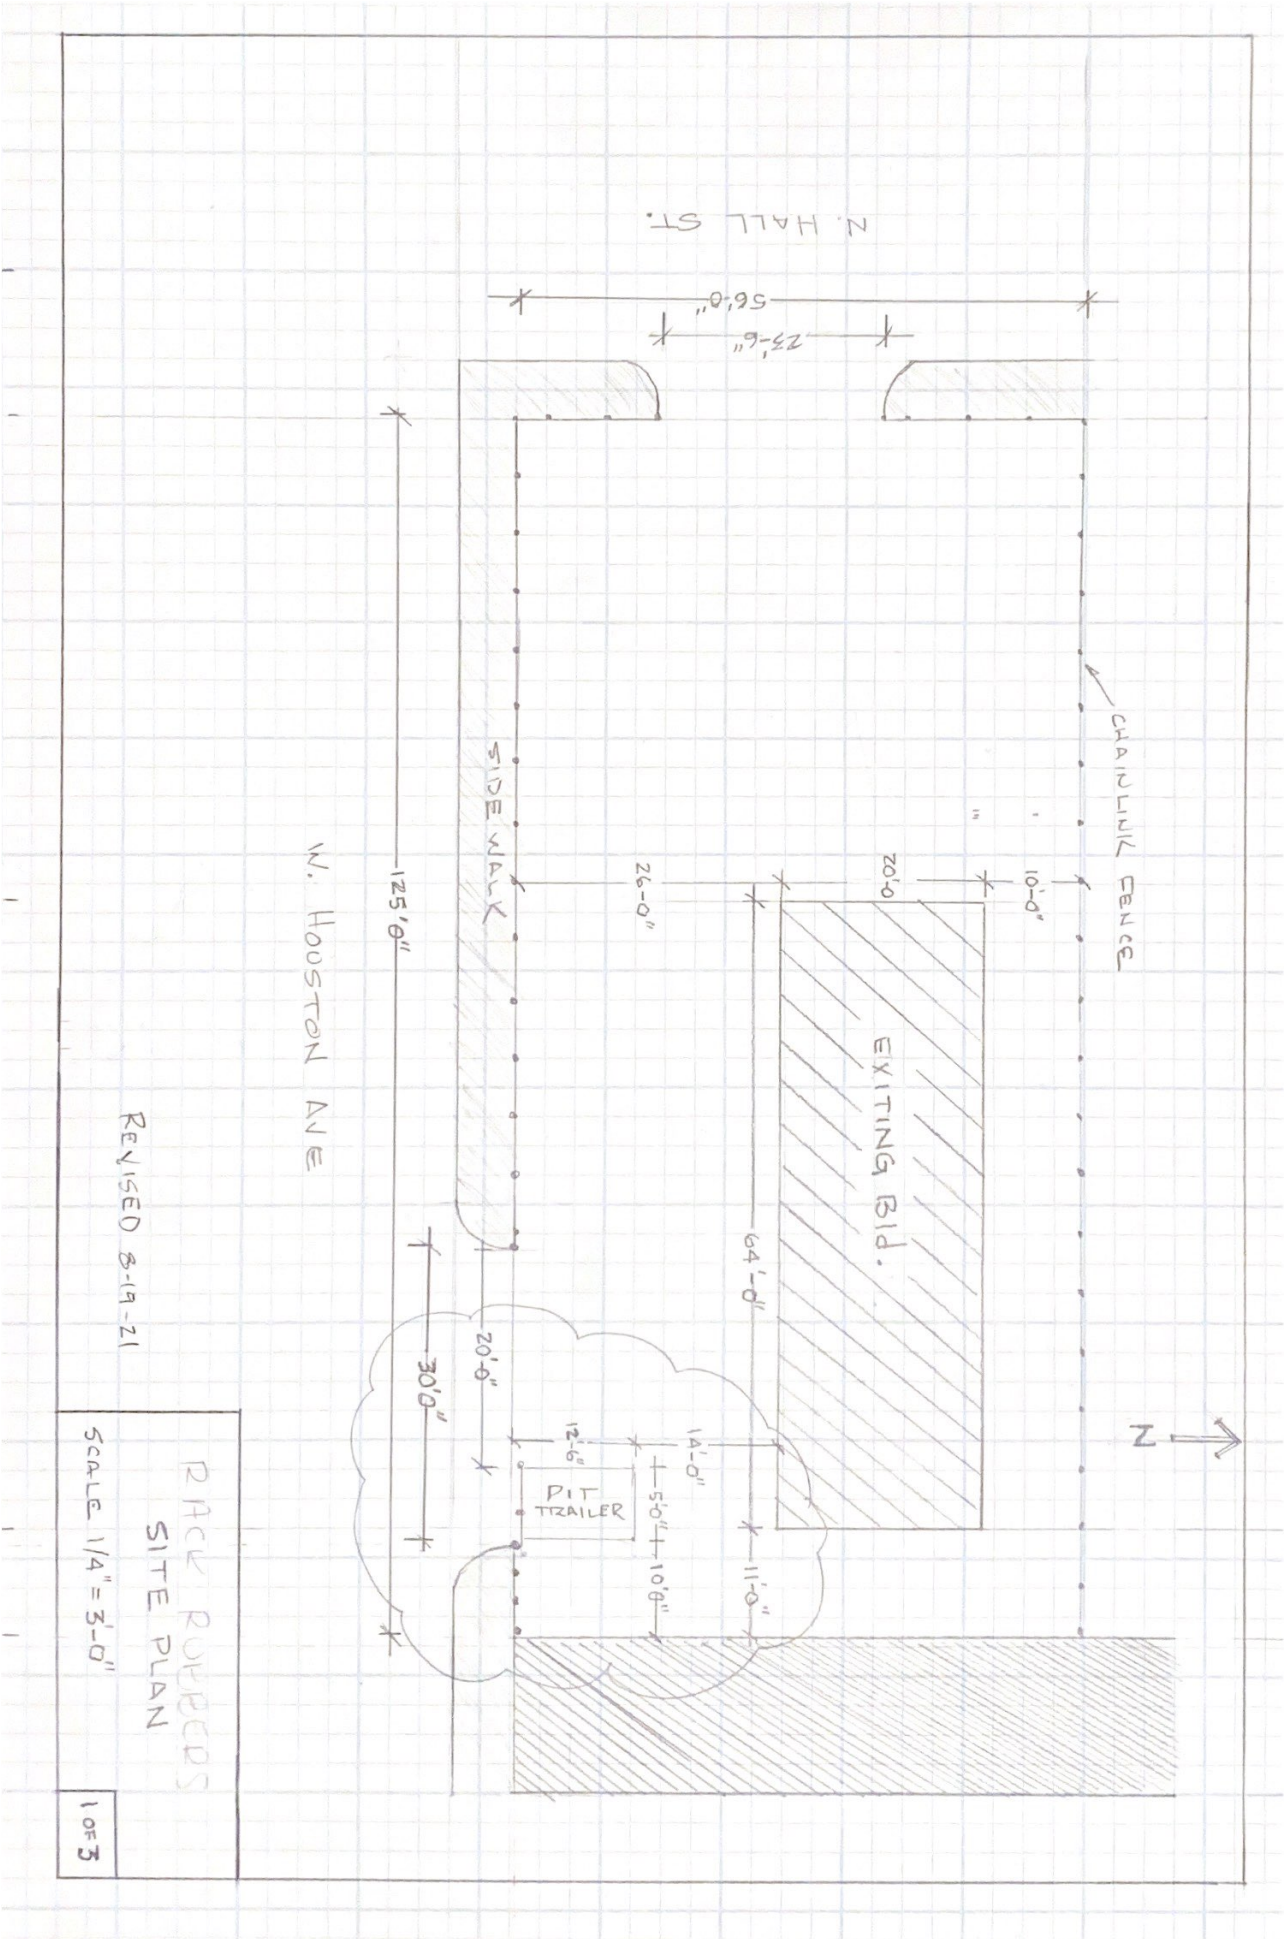 N. HALL ST.
56'0"
23'-6"
CHAINLINK FENCE
10'-0"
20'-0
26-0"
EXITING Bld.
64'-0"
SIDE WALK
125'0"
W. HOUSTON AVE
20'-0"
30'0"
12'-6"
14'-0"
PIT
TRAILER
5'0"
10'0"
11'-0"
N
REVISED 8-19-21
SITE PLAN
SCALE 1/4" = 3'-0"
1 OF 3